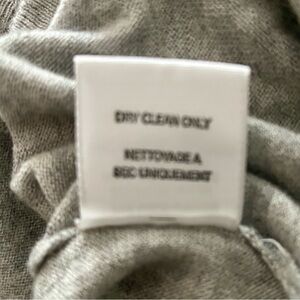 DRY CLEAN ONLY
NETTOYAGE A
SEC UNIQUEMENT